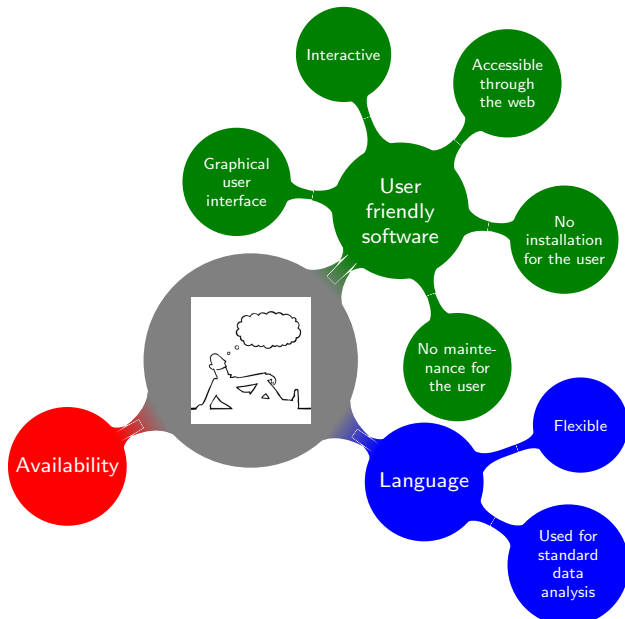 Interactive
Accessible
through
the web
Graphical
user
interface
User
friendly
software
No
installation
for the user
No mainte-
nance for
the user
Flexible
Availability
Language
Used for
standard
data
analysis